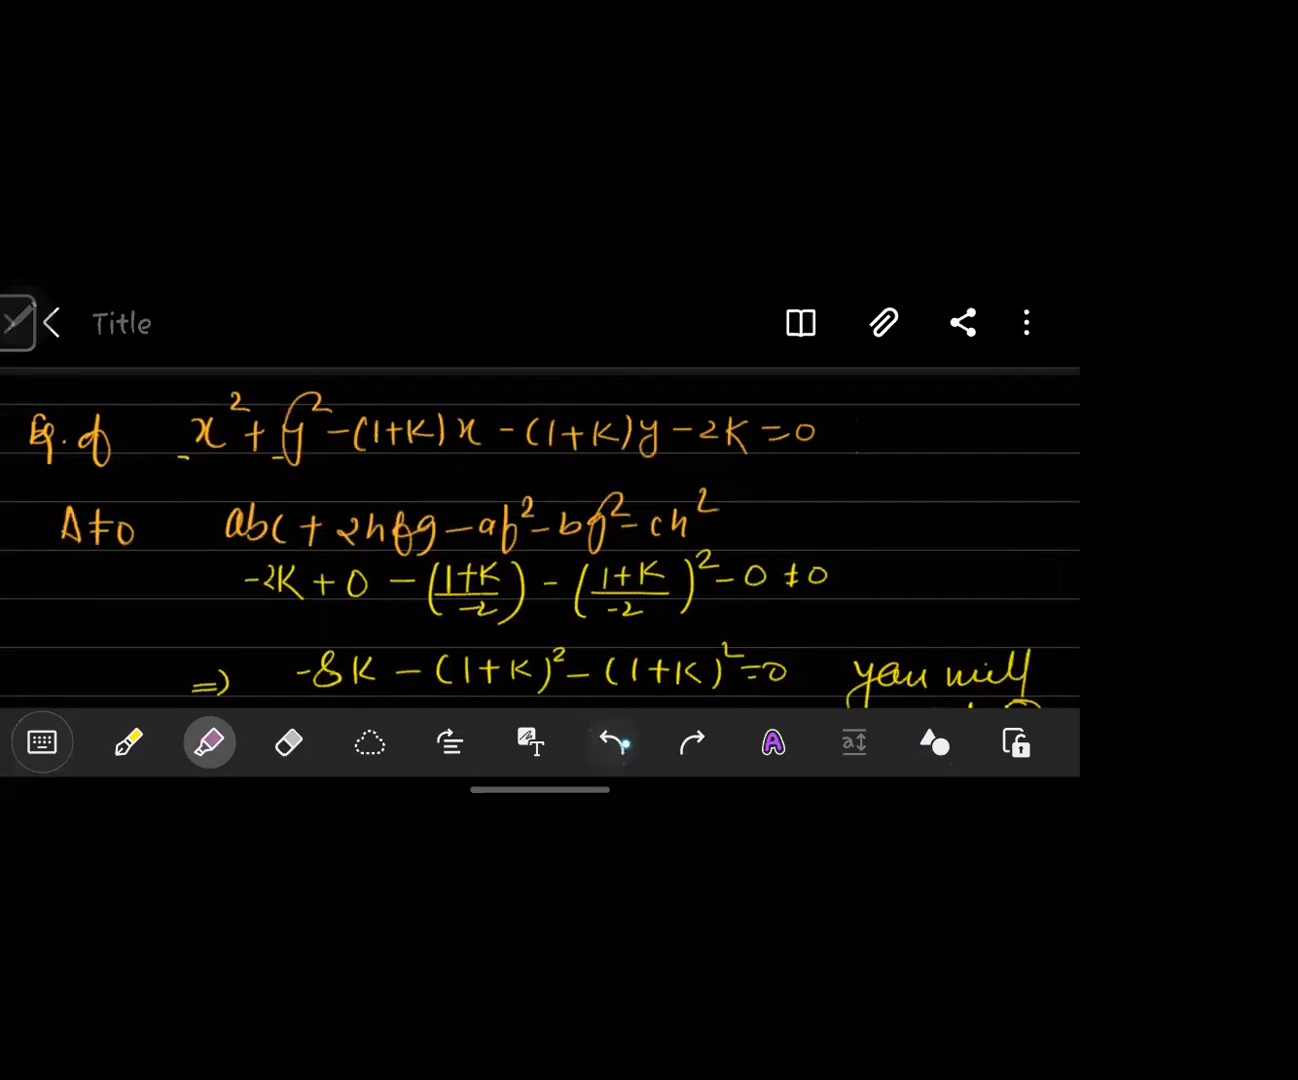 Title
Eq. of x² + y² - (1+K)x - (1+K)y - 2K = 0
Δ ≠ 0 abc + 2hfg - af² - bg² - ch²
-2K + 0 - (1+K/-2) - (1+K/-2)² - 0 ≠ 0
=) -8K - (1+K)² - (1+K)² = 0 you will